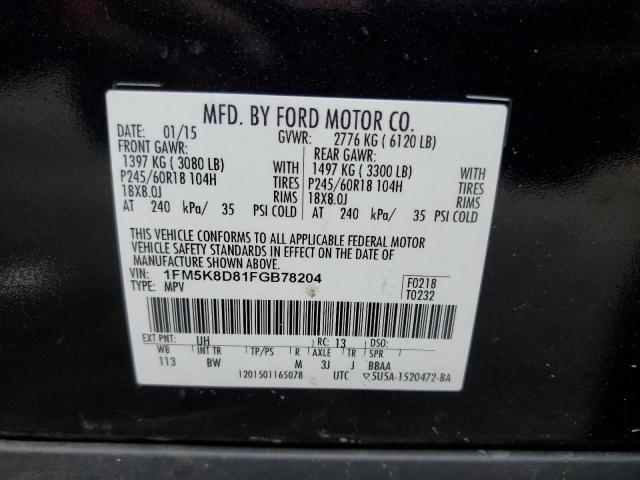 MFD. BY FORD MOTOR CO.
DATE: 01/15 GVWR: 2776 KG ( 6120 LB)
FRONT GAWR: REAR GAWR:
1397 KG ( 3080 LB) WITH 1497 KG ( 3300 LB) WITH
P245/60R18 104H TIRES P245/60R18 104H TIRES
18X8.0J RIMS 18X8.0J RIMS
AT 240 kPa/ 35 PSI COLD AT 240 kPa/ 35 PSI COLD
THIS VEHICLE CONFORMS TO ALL APPLICABLE FEDERAL MOTOR
VEHICLE SAFETY STANDARDS IN EFFECT ON THE DATE OF
MANUFACTURE SHOWN ABOVE.
VIN: 1FM5K8D81FGB78204 F0218
TYPE: MPV T0232
EXT PNT: UH RC: 13 DSO:
WB INT TR TP/PS R AXLE TR SPR
113 BW M 3J J BBAA
1201501165078 UTC ▽5U5A-1520472-BA